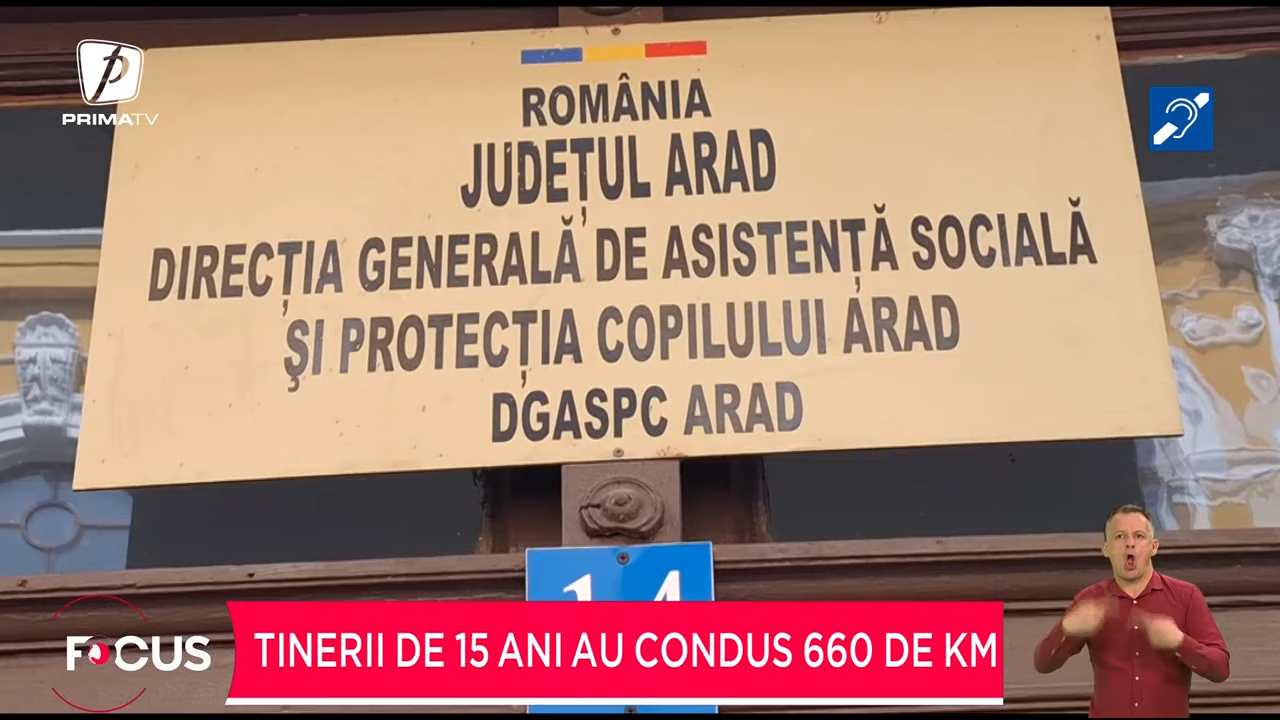 PRIMATV
ROMÂNIA
JUDEȚUL ARAD
DIRECȚIA GENERALĂ DE ASISTENȚĂ SOCIALĂ
ŞI PROTECȚIA COPILULUI ARAD
DGASPC ARAD
14
FOCUS
TINERII DE 15 ANI AU CONDUS 660 DE KM